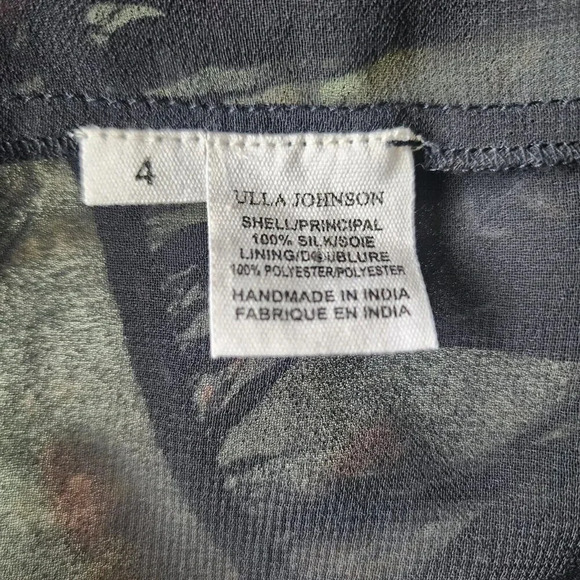 4
ULLA JOHNSON
SHELL/PRINCIPAL
100% SILK/SOIE
LINING/DOUBLURE
100% POLYESTER/POLYESTER
HANDMADE IN INDIA
FABRIQUE EN INDIA